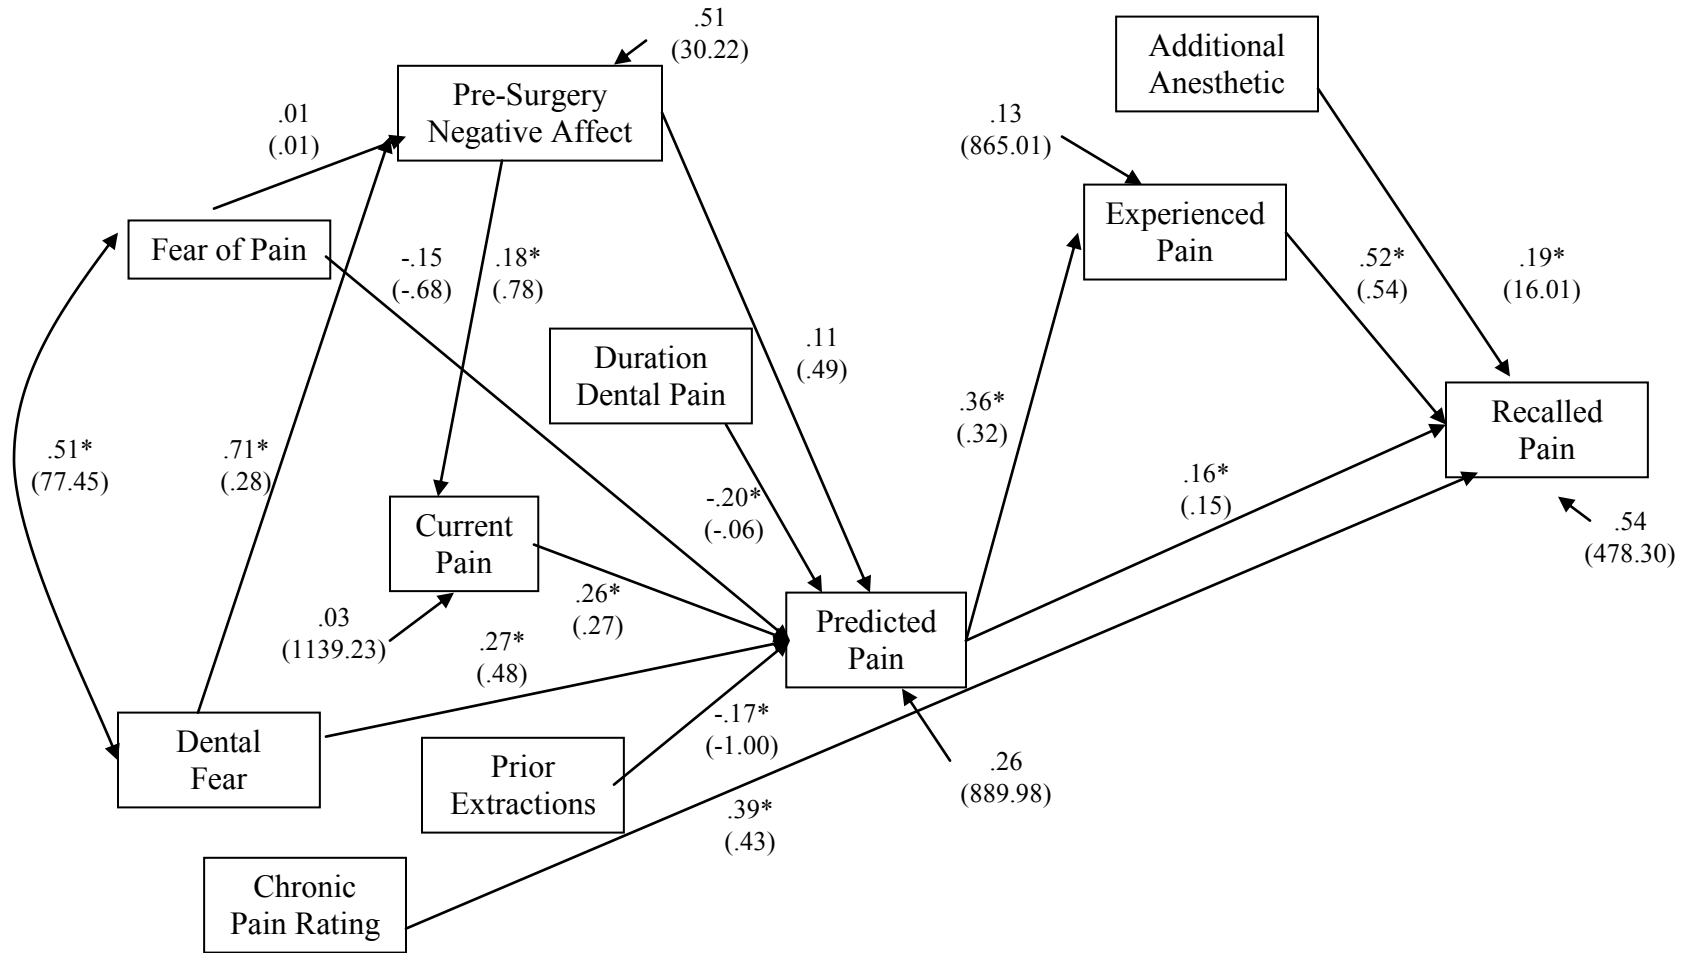 .51
(30.22)
Additional
Anesthetic
Pre-Surgery
Negative Affect
.01
(.01)
.13
(865.01)
Fear of Pain
Experienced
Pain
-.15
(-.68)
.18*
(.78)
.52*
(.54)
.19*
(16.01)
Duration
Dental Pain
.11
(.49)
.36*
(.32)
Recalled
Pain
.51*
(77.45)
.71*
(.28)
-.20*
(-.06)
.16*
(.15)
Current
Pain
.54
(478.30)
.03
(1139.23)
.26*
(.27)
.27*
(.48)
Predicted
Pain
Dental
Fear
-.17*
(-1.00)
Prior
Extractions
.26
(889.98)
.39*
(.43)
Chronic
Pain Rating